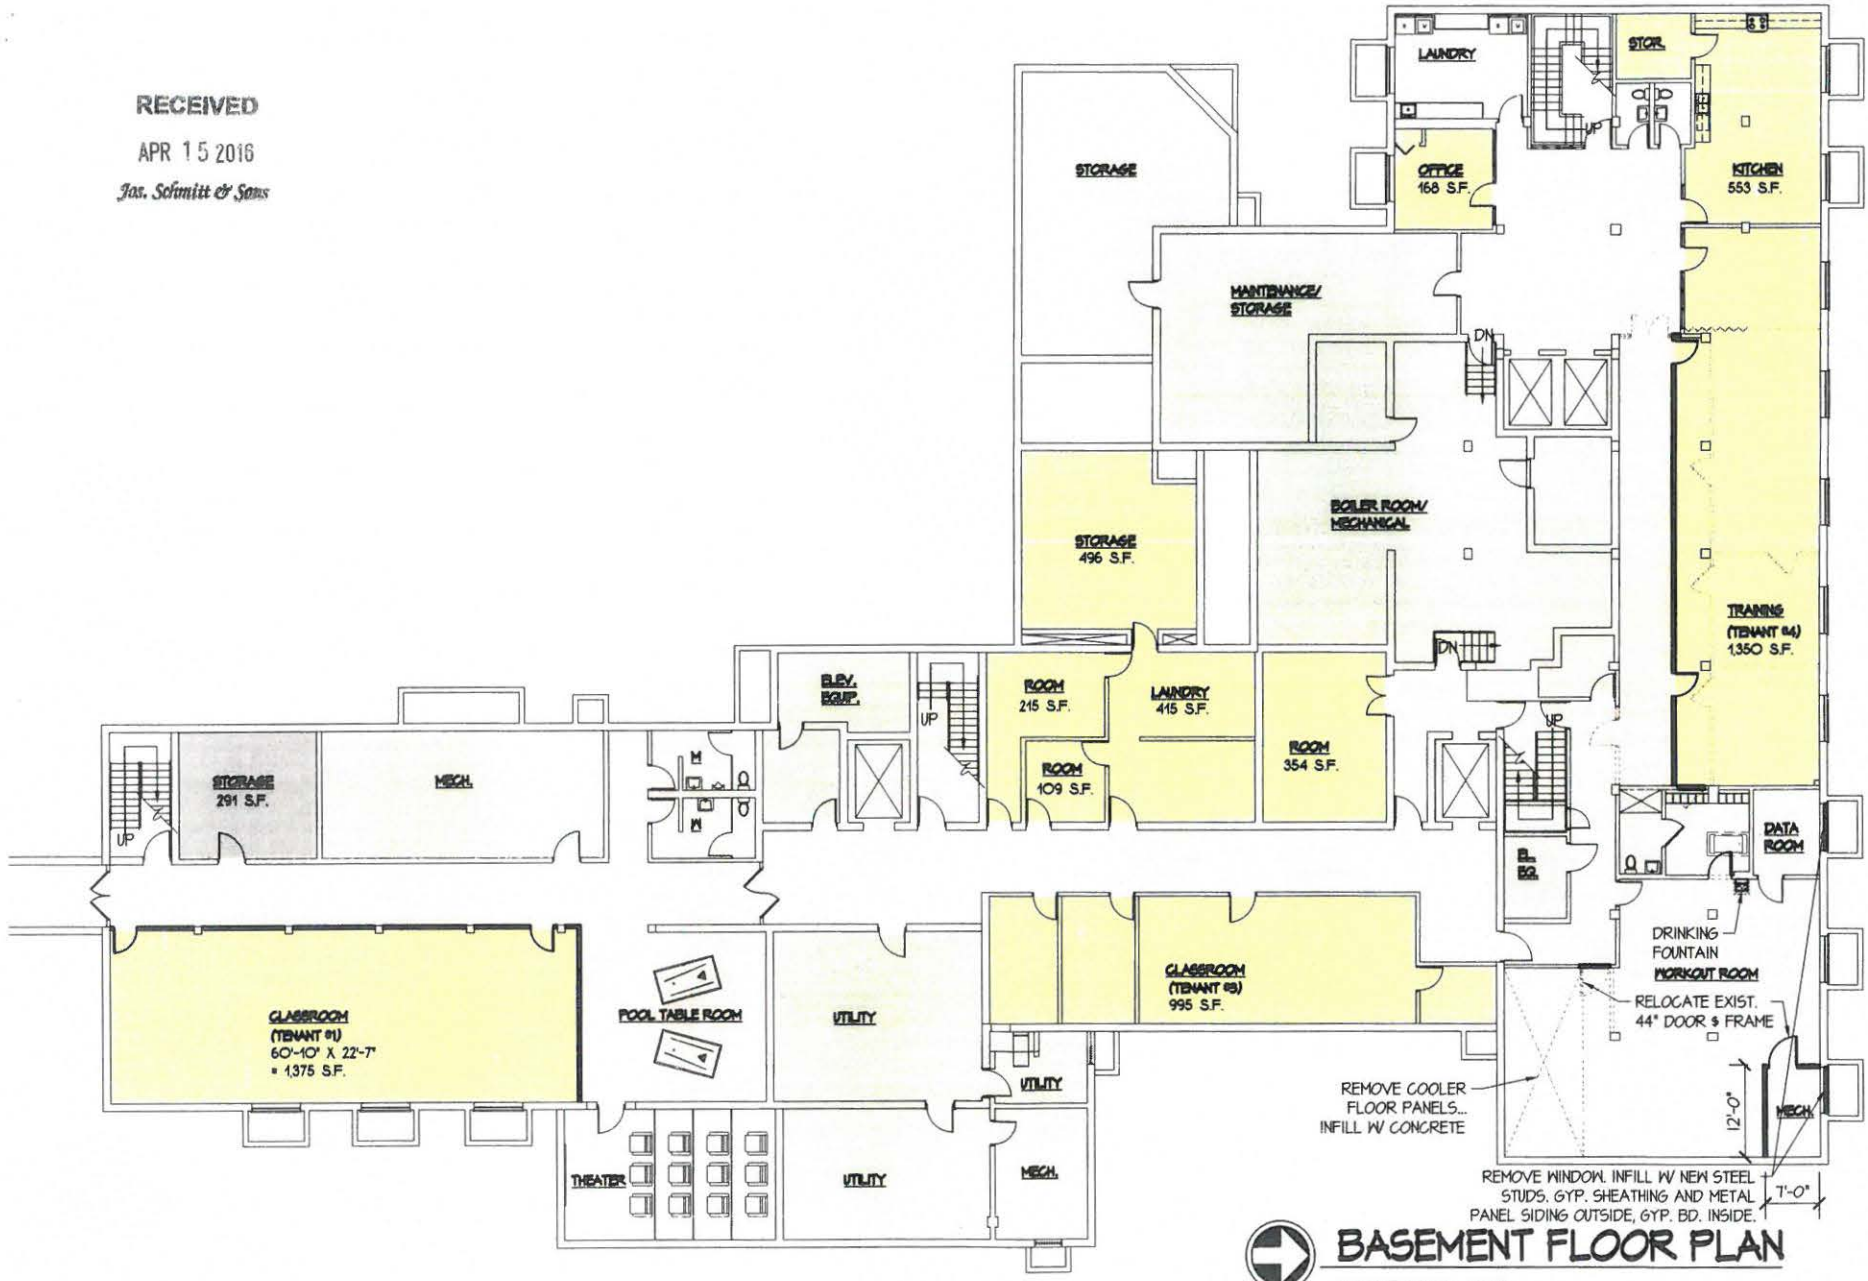 RECEIVED
APR 15 2016
Jos. Schmitt & Sons
LAUNDRY
UP
STOR.
KITCHEN
553 S.F.
OFFICE
168 S.F.
STORAGE
MAINTENANCE/
STORAGE
DN
BOILER ROOM/
MECHANICAL
STORAGE
496 S.F.
TRAINING
(TENANT #4)
1,350 S.F.
DN
ELEV.
EQUIP.
UP
ROOM
215 S.F.
LAUNDRY
415 S.F.
ROOM
109 S.F.
ROOM
354 S.F.
UP
STORAGE
291 S.F.
MECH.
M
W
UP
EL.
EQ.
DATA
ROOM
DRINKING
FOUNTAIN
WORKOUT ROOM
RELOCATE EXIST.
44" DOOR & FRAME
CLASSROOM
(TENANT #3)
995 S.F.
CLASSROOM
(TENANT #1)
60'-10" X 22'-7"
= 1,375 S.F.
POOL TABLE ROOM
UTILITY
UTILITY
REMOVE COOLER
FLOOR PANELS...
INFILL W/ CONCRETE
12'-0"
MECH.
THEATER
UTILITY
MECH.
REMOVE WINDOW. INFILL W/ NEW STEEL
STUDS, GYP. SHEATHING AND METAL
PANEL SIDING OUTSIDE, GYP. BD. INSIDE.
7'-0"
BASEMENT FLOOR PLAN